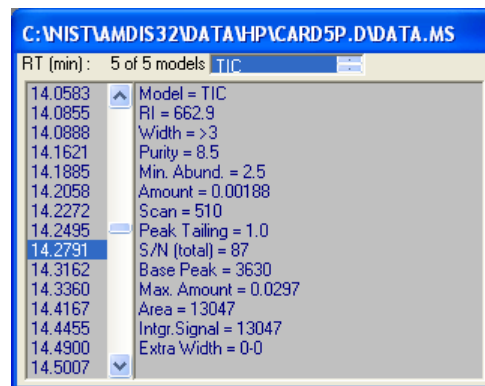 C:\NIST\AMDIS32\DATA\HP\CARD5P.D\DATA.MS
RT (min) : 5 of 5 models TIC
14.0583
14.0855
14.0888
14.1621
14.1885
14.2058
14.2272
14.2495
14.2791
14.3162
14.3360
14.4167
14.4455
14.4900
14.5007
Model = TIC
RI = 662.9
Width = >3
Purity = 8.5
Min. Abund. = 2.5
Amount = 0.00188
Scan = 510
Peak Tailing = 1.0
S/N (total) = 87
Base Peak = 3630
Max. Amount = 0.0297
Area = 13047
Intgr.Signal = 13047
Extra Width = 0-0